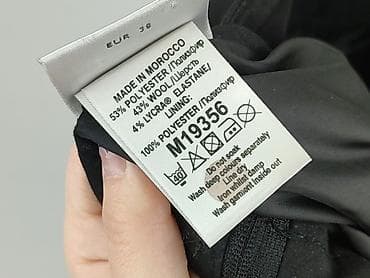 EUR 36
MADE IN MOROCCO
53% POLYESTER /Полиэфир
43% WOOL/Шерсть
4% LYCRA® ELASTANE/
LINING:
100% POLYESTER /Полиэфир
M19356
Do not soak
Wash deep colours separately
Line dry
Iron whilst damp
Wash garment inside out